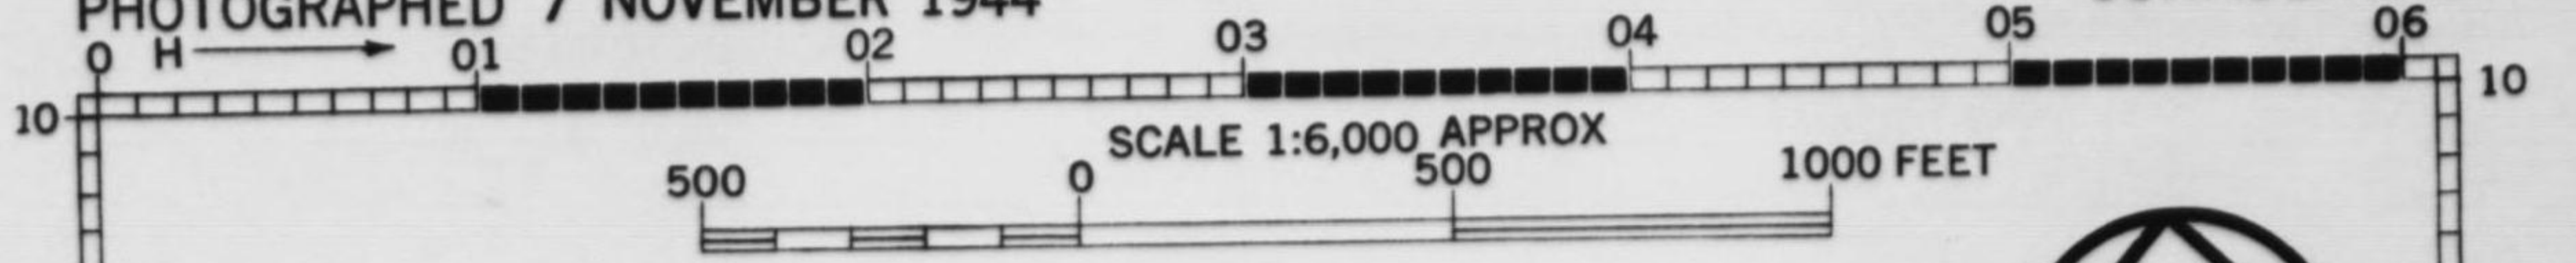 PHOTOGRAPHED 7 NOVEMBER 1944
0 H 01 02 03 04 05 06
10 10
SCALE 1:6,000 APPROX
500 0 500 1000 FEET